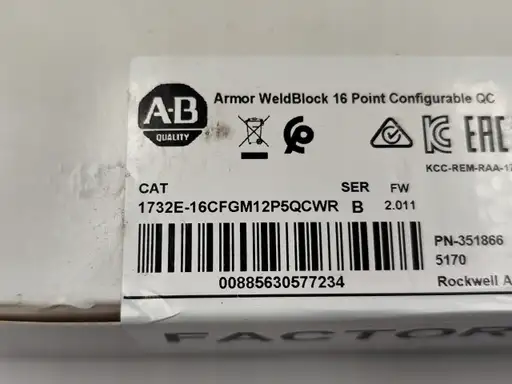 A-B
QUALITY
Armor WeldBlock 16 Point Configurable QC
KCC-REM-RAA-17
CAT SER FW
1732E-16CFGM12P5QCWR B 2.011
PN-351866
5170
00885630577234
Rockwell A
FACTOR